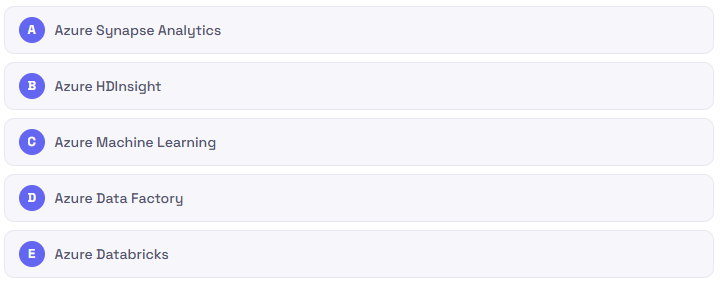 A Azure Synapse Analytics
B Azure HDInsight
C Azure Machine Learning
D Azure Data Factory
E Azure Databricks